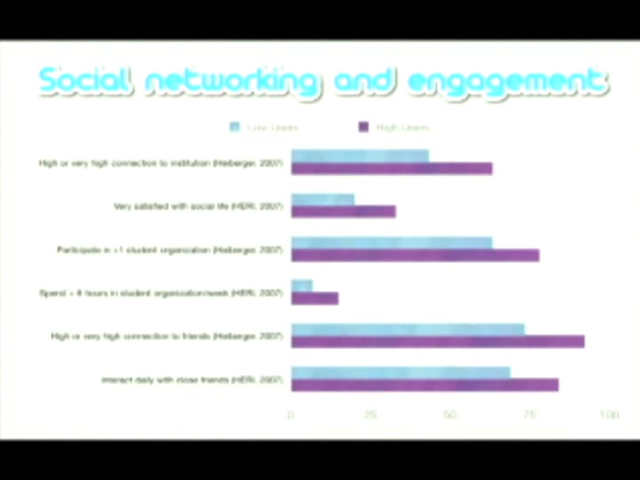 Social networking and engagement
Low Users High Users
High or very high connection to institution (Heiberger, 2007)
Very satisfied with social life (HERI, 2007)
Participate in >1 student organization (Heiberger, 2007)
Spend > 6 hours in student organization/week (HERI, 2007)
High or very high connection to friends (Heiberger, 2007)
Interact daily with close friends (HERI, 2007)
0 25 50 75 100